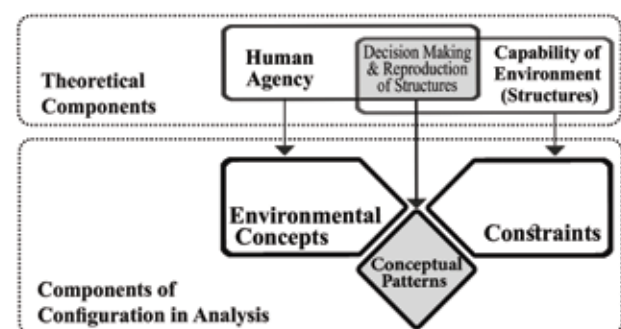 Theoretical
Components
Human
Agency
Decision Making
& Reproduction
of Structures
Capability of
Environment
(Structures)
Environmental
Concepts
Constraints
Conceptual
Patterns
Components of
Configuration in Analysis